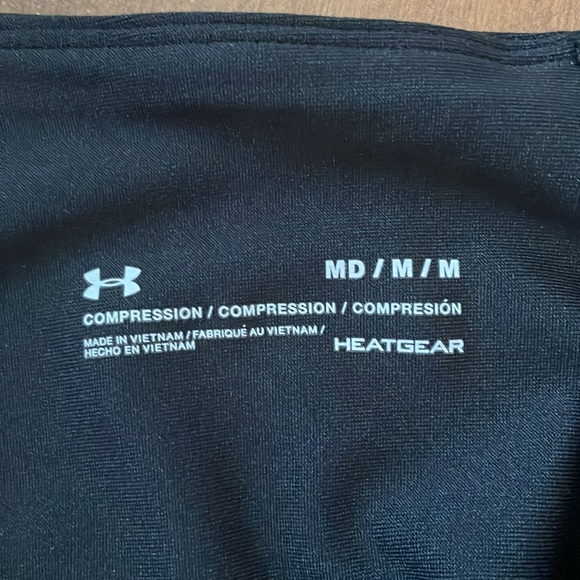 MD / M / M
COMPRESSION / COMPRESSION / COMPRESIÓN
MADE IN VIETNAM / FABRIQUÉ AU VIETNAM /
HECHO EN VIETNAM
HEATGEAR